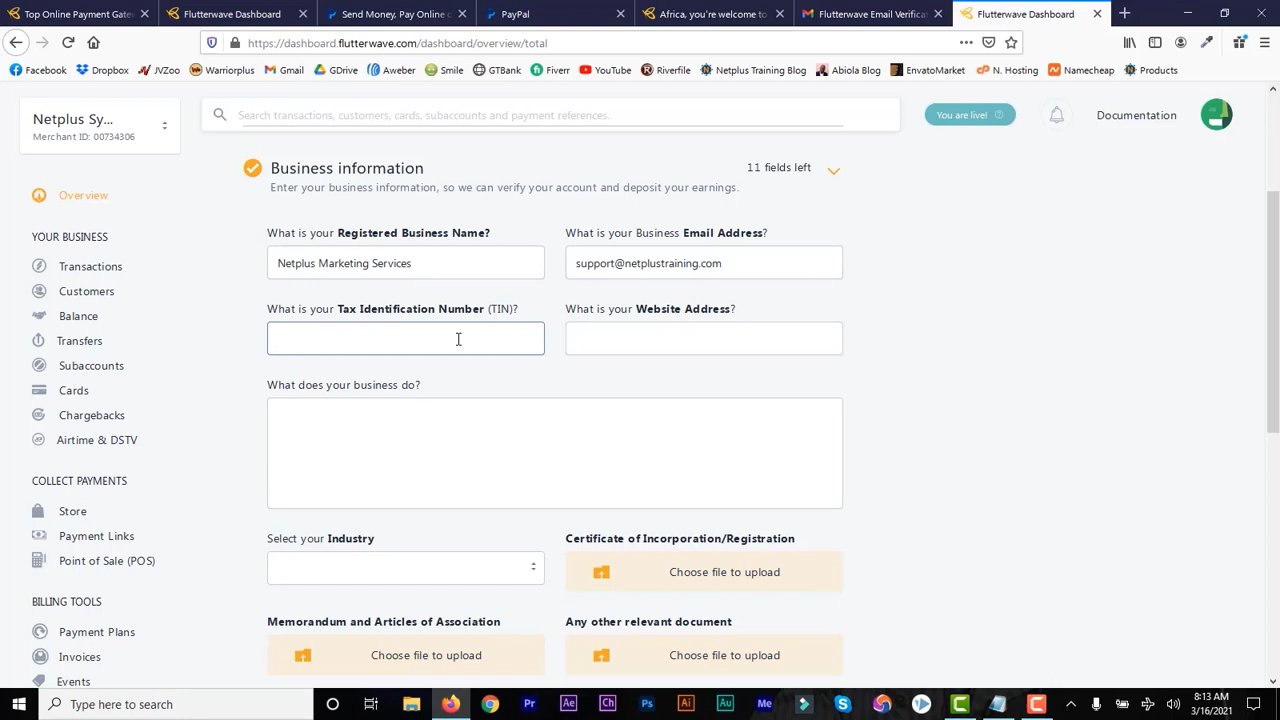 Top Online Payment Gate
Flutterwave Dashboard
Send Money, Pay Online o
PayPal
Africa, you're welcome to
Flutterwave Email Verifica
Flutterwave Dashboard
https://dashboard.flutterwave.com/dashboard/overview/total
Facebook
Dropbox
JVZoo
Warriorplus
Gmail
GDrive
Aweber
Smile
GTBank
Fiverr
YouTube
Riverfile
Netplus Training Blog
Abiola Blog
EnvatoMarket
N. Hosting
Namecheap
Products
Netplus Sy...
Merchant ID: 00734306
Search transactions, customers, cards, subaccounts and payment references.
You are live!
Documentation
Overview
YOUR BUSINESS
Transactions
Customers
Balance
Transfers
Subaccounts
Cards
Chargebacks
Airtime & DSTV
COLLECT PAYMENTS
Store
Payment Links
Point of Sale (POS)
BILLING TOOLS
Payment Plans
Invoices
Events
Business information
11 fields left
Enter your business information, so we can verify your account and deposit your earnings.
What is your Registered Business Name?
What is your Business Email Address?
Netplus Marketing Services
support@netplustraining.com
What is your Tax Identification Number (TIN)?
What is your Website Address?
What does your business do?
Select your Industry
Certificate of Incorporation/Registration
Choose file to upload
Memorandum and Articles of Association
Any other relevant document
Choose file to upload
Choose file to upload
Type here to search
Pr
Ae
Ch
Ps
Ai
Au
Me
8:13 AM
3/16/2021